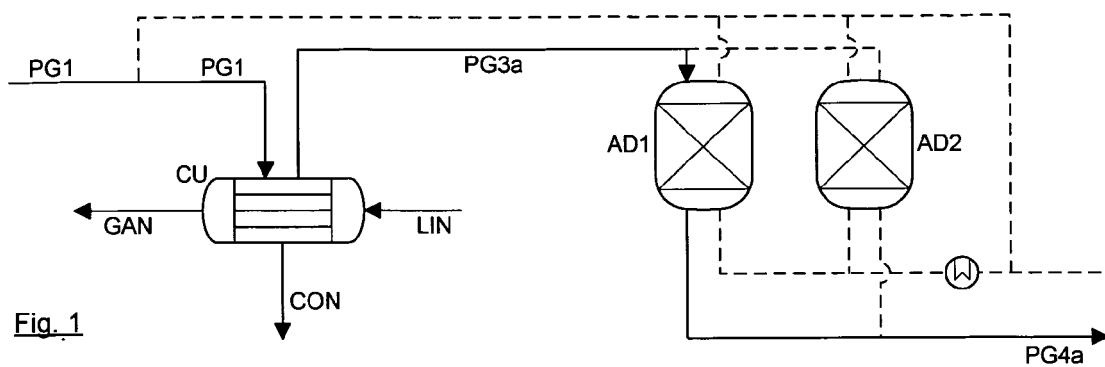 PG1
PG1
PG3a
AD1
AD2
CU
GAN
LIN
CON
Fig. 1
PG4a